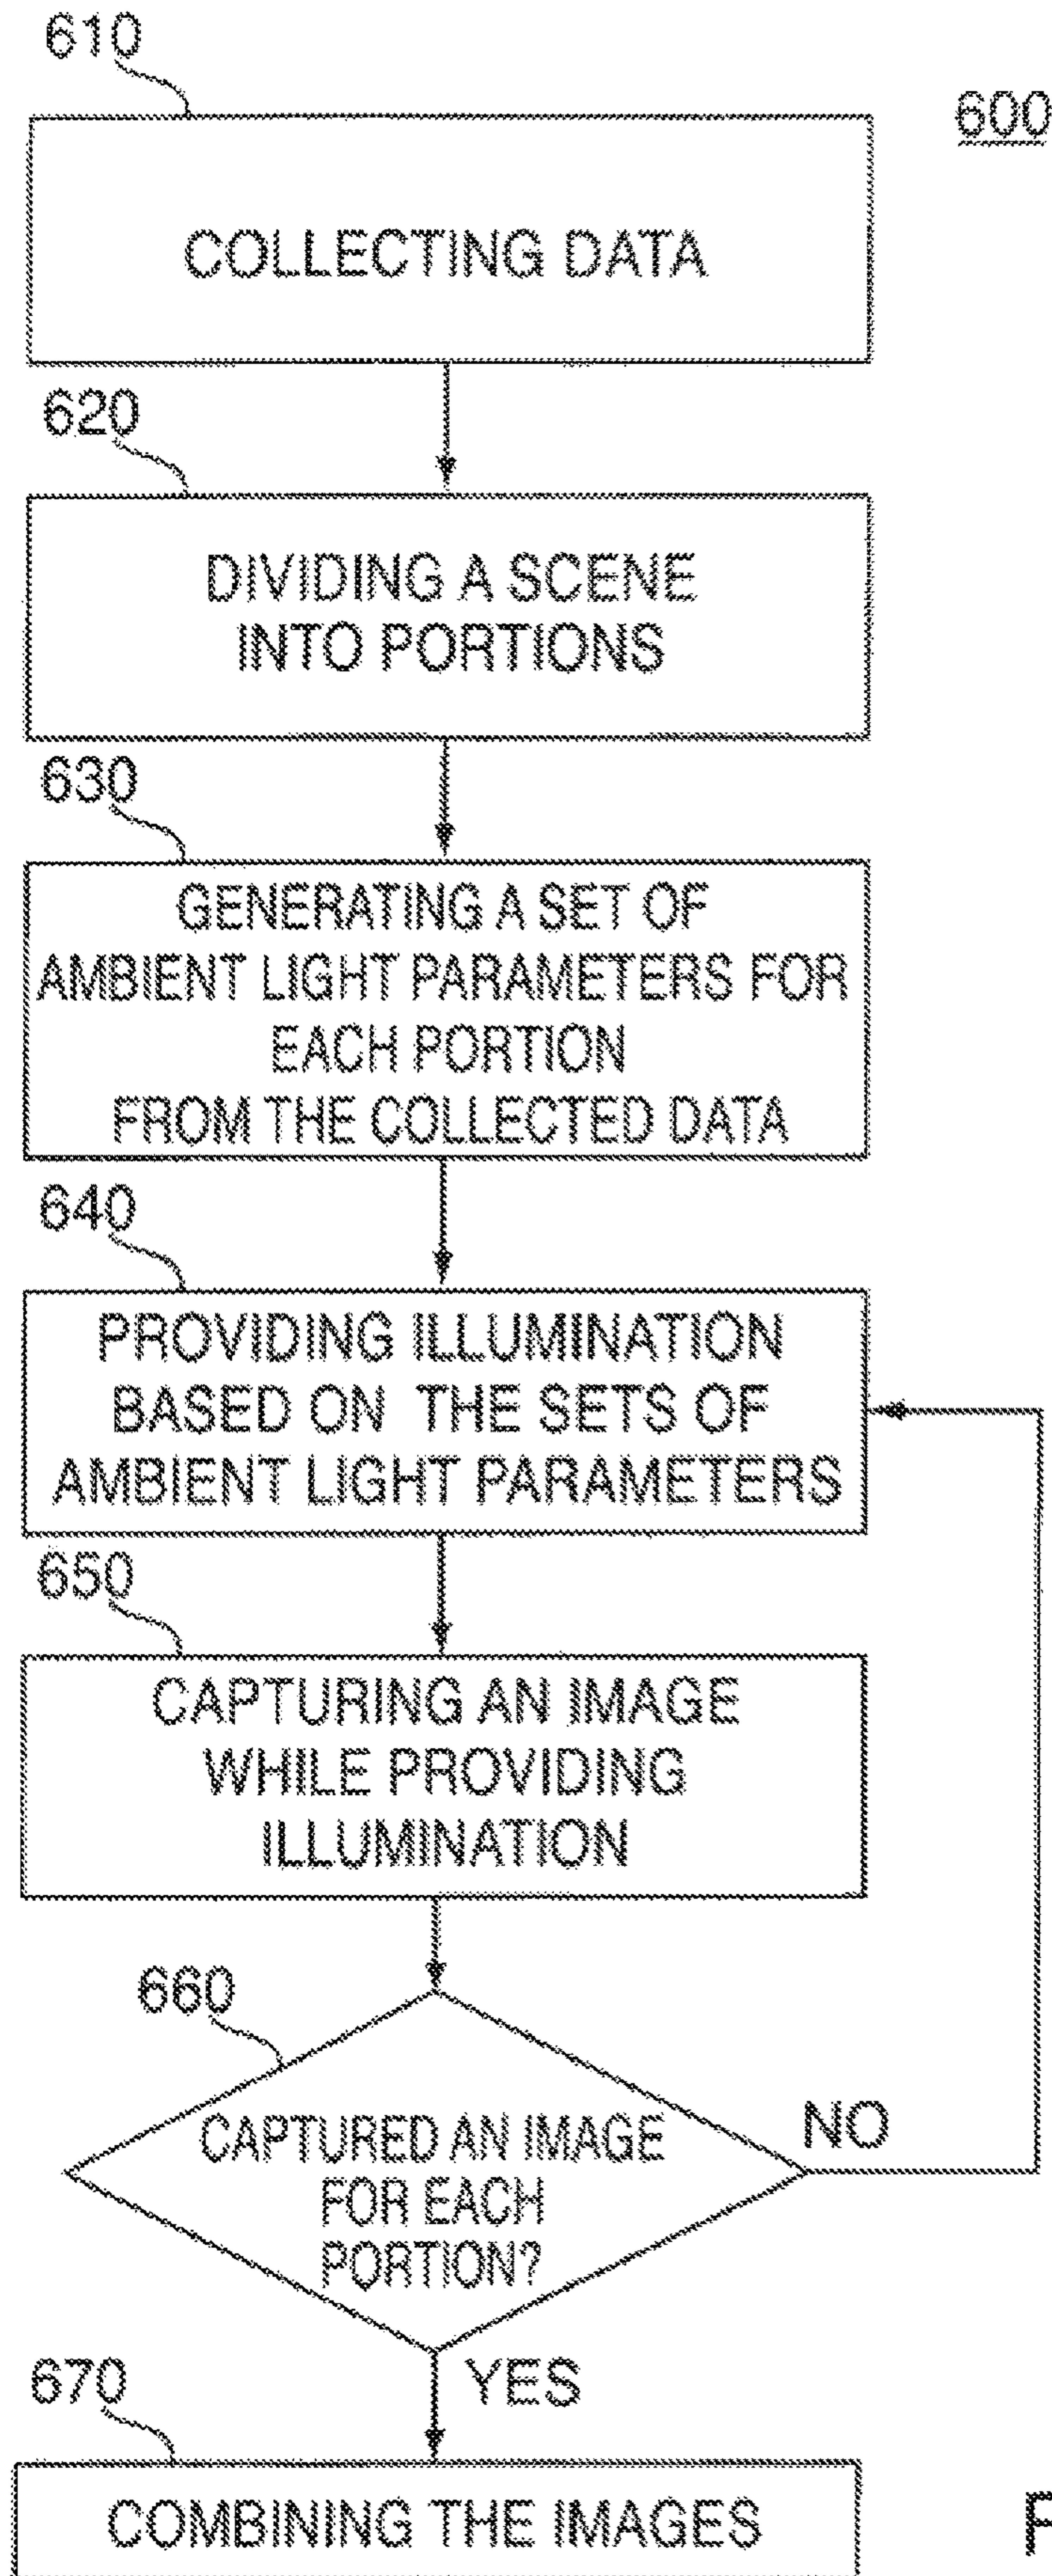 610
600
COLLECTING DATA
620
DIVIDING A SCENE
INTO PORTIONS
630
GENERATING A SET OF
AMBIENT LIGHT PARAMETERS FOR
EACH PORTION
FROM THE COLLECTED DATA
640
PROVIDING ILLUMINATION
BASED ON THE SETS OF
AMBIENT LIGHT PARAMETERS
650
CAPTURING AN IMAGE
WHILE PROVIDING
ILLUMINATION
660
CAPTURED AN IMAGE
FOR EACH
PORTION?
NO
YES
670
COMBINING THE IMAGES